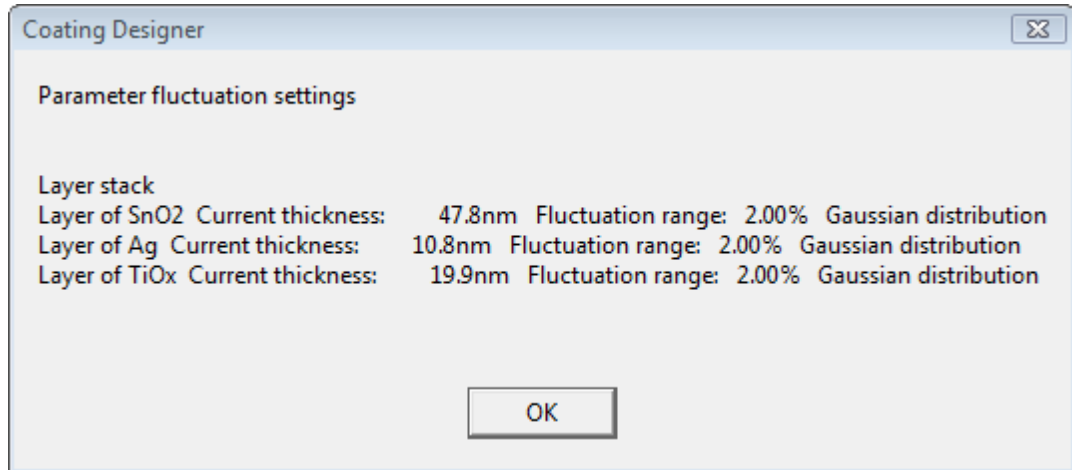 Coating Designer
Parameter fluctuation settings
Layer stack
Layer of SnO2 Current thickness: 47.8nm Fluctuation range: 2.00% Gaussian distribution
Layer of Ag Current thickness: 10.8nm Fluctuation range: 2.00% Gaussian distribution
Layer of TiOx Current thickness: 19.9nm Fluctuation range: 2.00% Gaussian distribution
OK